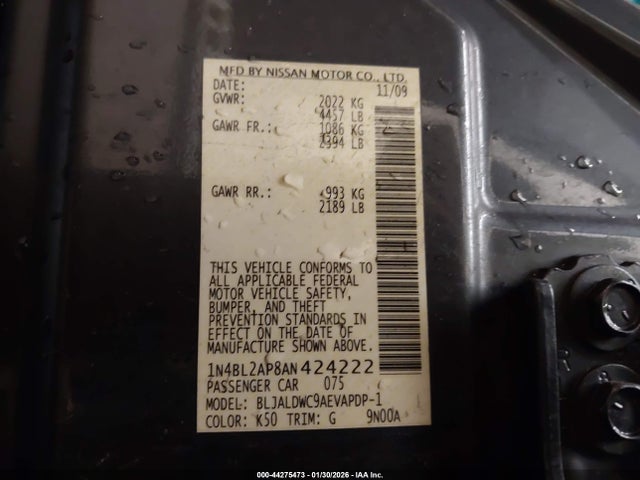 MFD BY NISSAN MOTOR CO., LTD.
DATE: 11/09
GVWR: 2022 KG
4457 LB
GAWR FR.: 1086 KG
2394 LB
GAWR RR.: 993 KG
2189 LB
THIS VEHICLE CONFORMS TO
ALL APPLICABLE FEDERAL
MOTOR VEHICLE SAFETY,
BUMPER, AND THEFT
PREVENTION STANDARDS IN
EFFECT ON THE DATE OF
MANUFACTURE SHOWN ABOVE.
1N4BL2AP8AN424222
PASSENGER CAR 075
MODEL: BLJALDWC9AEVAPDP-1
COLOR: K50 TRIM: G 9N00A
000-44275473 - 01/30/2026 - IAA Inc.